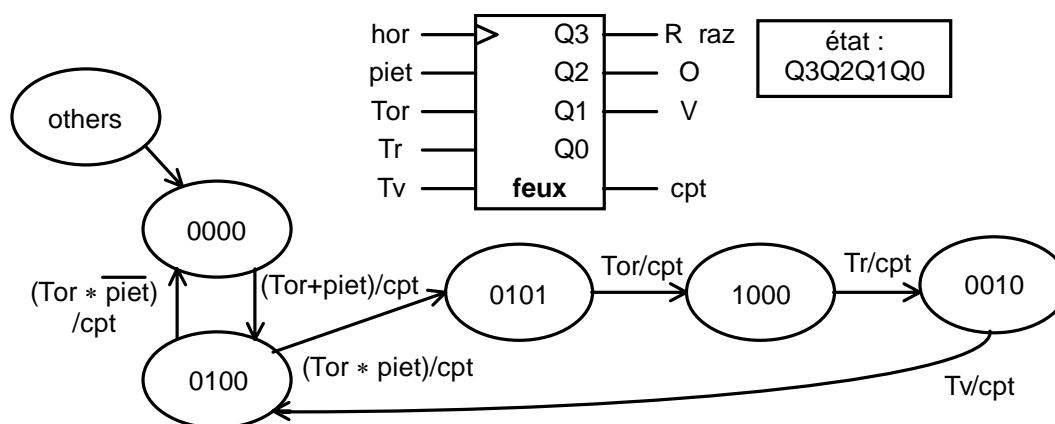 hor Q3 R raz
piet Q2 O
Tor Q1 V
Tr Q0
Tv feux cpt
état :
Q3Q2Q1Q0
others
0000
(Tor ∗ p̅i̅e̅t̅)
/cpt
(Tor+piet)/cpt
0100
(Tor ∗ piet)/cpt
0101
Tor/cpt
1000
Tr/cpt
0010
Tv/cpt